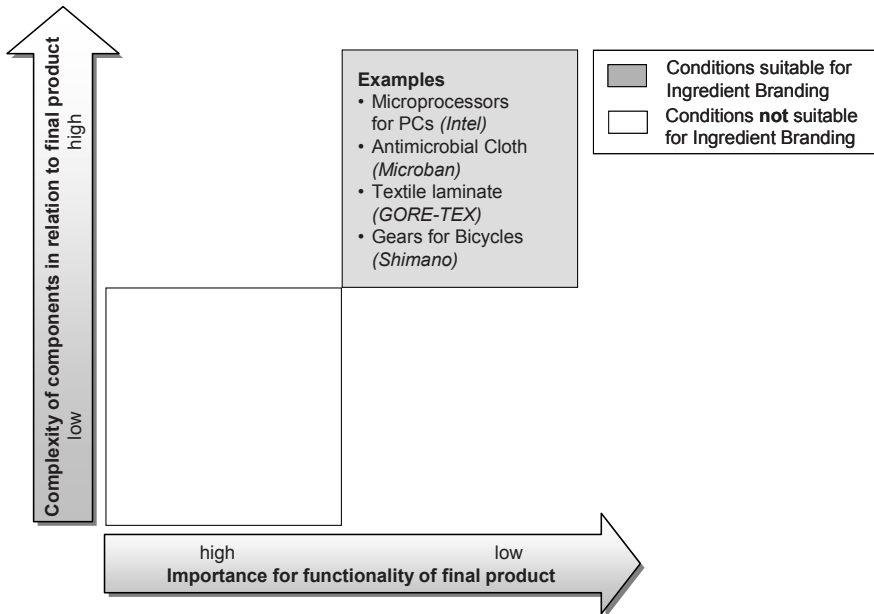 Complexity of components in relation to final product
high
low
Examples
• Microprocessors
for PCs (Intel)
• Antimicrobial Cloth
(Microban)
• Textile laminate
(GORE-TEX)
• Gears for Bicycles
(Shimano)
Conditions suitable for
Ingredient Branding
Conditions not suitable
for Ingredient Branding
high
low
Importance for functionality of final product